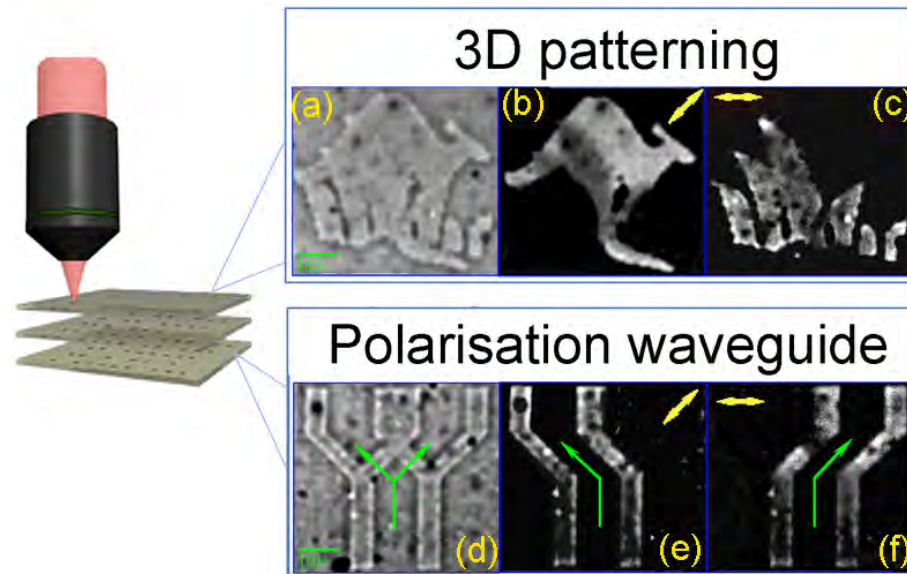 3D patterning
(a)
(b)
(c)
Polarisation waveguide
(d)
(e)
(f)